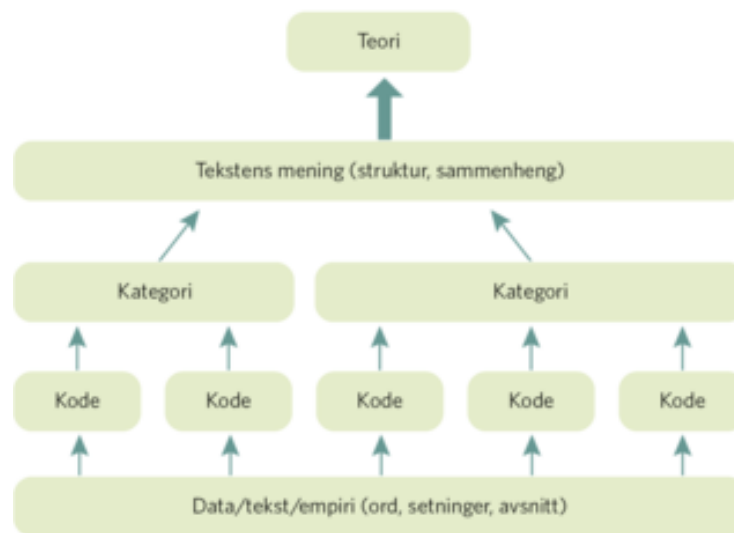 Teori
Tekstens mening (struktur, sammenheng)
Kategori
Kategori
Kode
Kode
Kode
Kode
Kode
Data/tekst/empiri (ord, setninger, avsnitt)